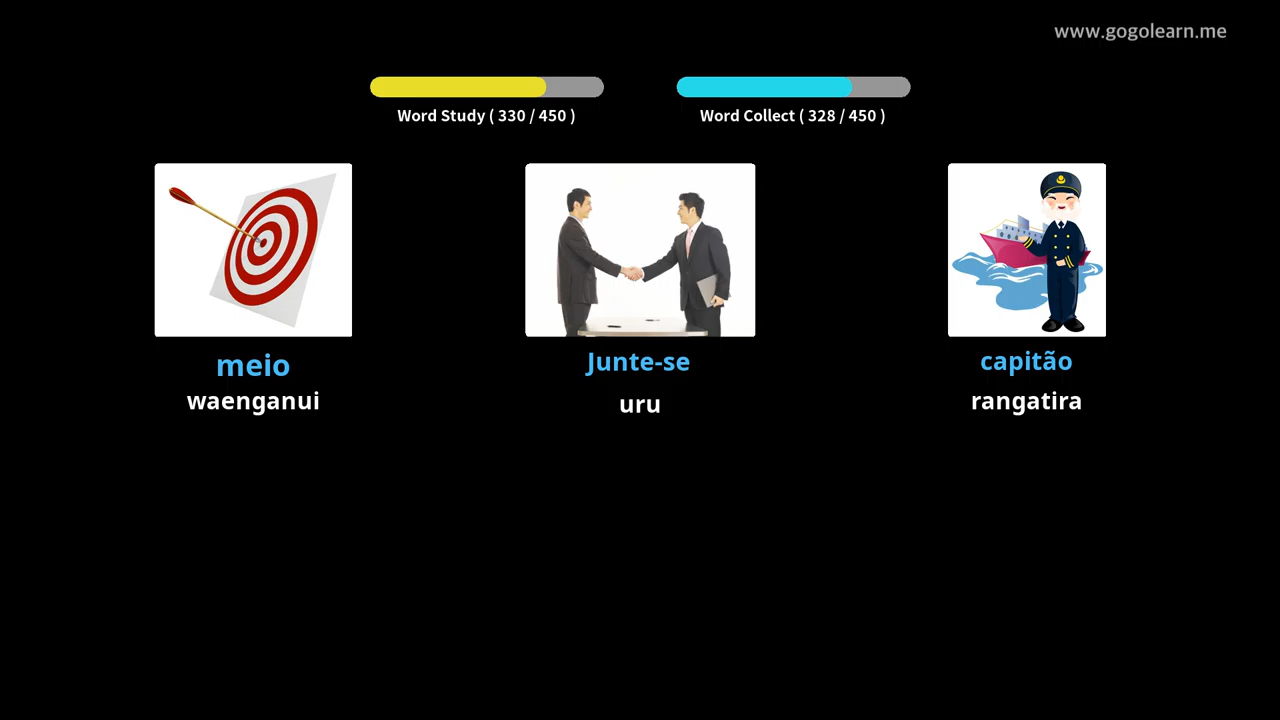 www.gogolearn.me
Word Study ( 330 / 450 )
Word Collect ( 328 / 450 )
meio
Junte-se
capitão
waenganui
uru
rangatira